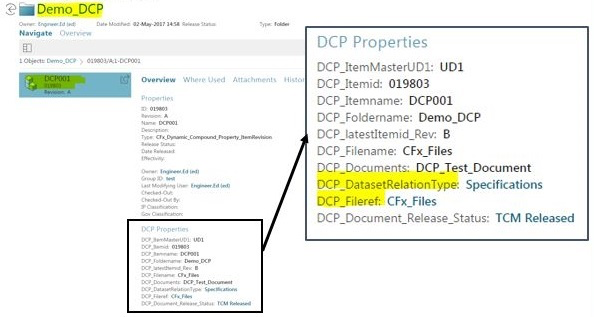 Demo_DCP
Owner: Engineer.Ed (ed) Date Modified: 02-May-2017 14:58 Release Status: Type: Folder
Navigate Overview
1 Objects: Demo_DCP > 019803/A;1-DCP001
DCP001
019803
Revision: A
Overview Where Used Attachments Histor
Properties
ID: 019803
Revision: A
Name: DCP001
Description:
Type: CFx_Dynamic_Compound_Property_ItemRevision
Release Status:
Date Released:
Effectivity:
Owner: Engineer.Ed (ed)
Group ID: test
Last Modifying User: Engineer.Ed (ed)
Checked-Out:
Checked-Out By:
IP Classification:
Gov Classification:
DCP Properties
DCP_ItemMasterUD1: UD1
DCP_Itemid: 019803
DCP_Itemname: DCP001
DCP_Foldername: Demo_DCP
DCP_latestItemid_Rev: B
DCP_Filename: CFx_Files
DCP_Documents: DCP_Test_Document
DCP_DatasetRelationType: Specifications
DCP_Fileref: CFx_Files
DCP_Document_Release_Status: TCM Released
DCP Properties
DCP_ItemMasterUD1: UD1
DCP_Itemid: 019803
DCP_Itemname: DCP001
DCP_Foldername: Demo_DCP
DCP_latestItemid_Rev: B
DCP_Filename: CFx_Files
DCP_Documents: DCP_Test_Document
DCP_DatasetRelationType: Specifications
DCP_Fileref: CFx_Files
DCP_Document_Release_Status: TCM Released